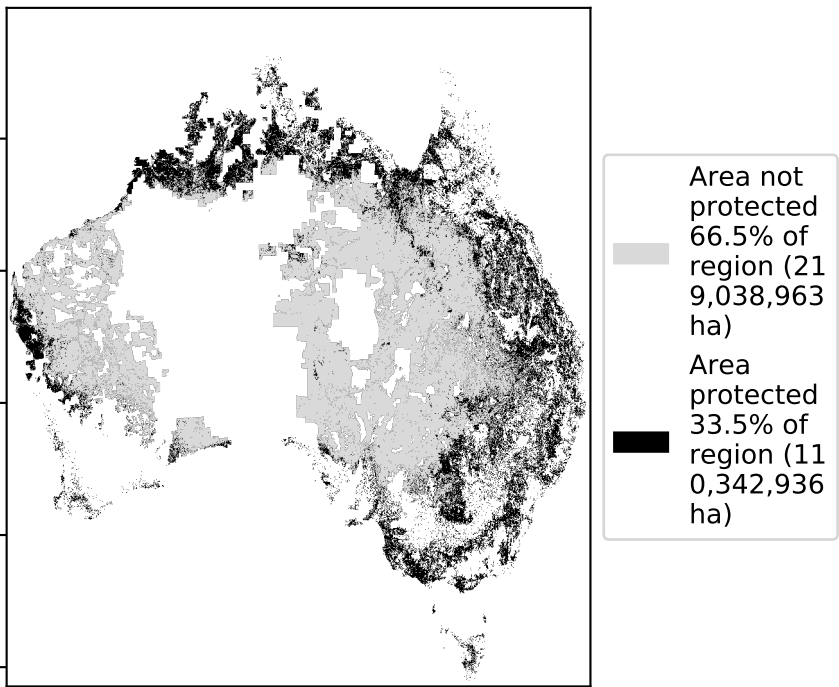 Area not
protected
66.5% of
region (21
9,038,963
ha)
Area
protected
33.5% of
region (11
0,342,936
ha)